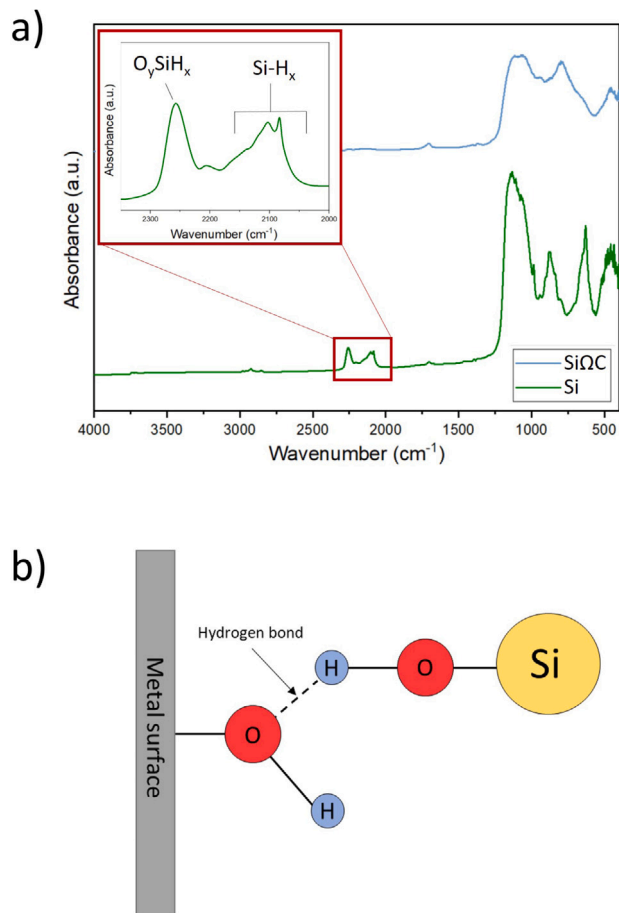 a)
OᵧSiHₓ
Si-Hₓ
Absorbance (a.u.)
2300 2200 2100 2000
Wavenumber (cm⁻¹)
Absorbance (a.u.)
SiΩC
Si
4000 3500 3000 2500 2000 1500 1000 500
Wavenumber (cm⁻¹)
b)
Metal surface
Hydrogen bond
H O Si
O
H